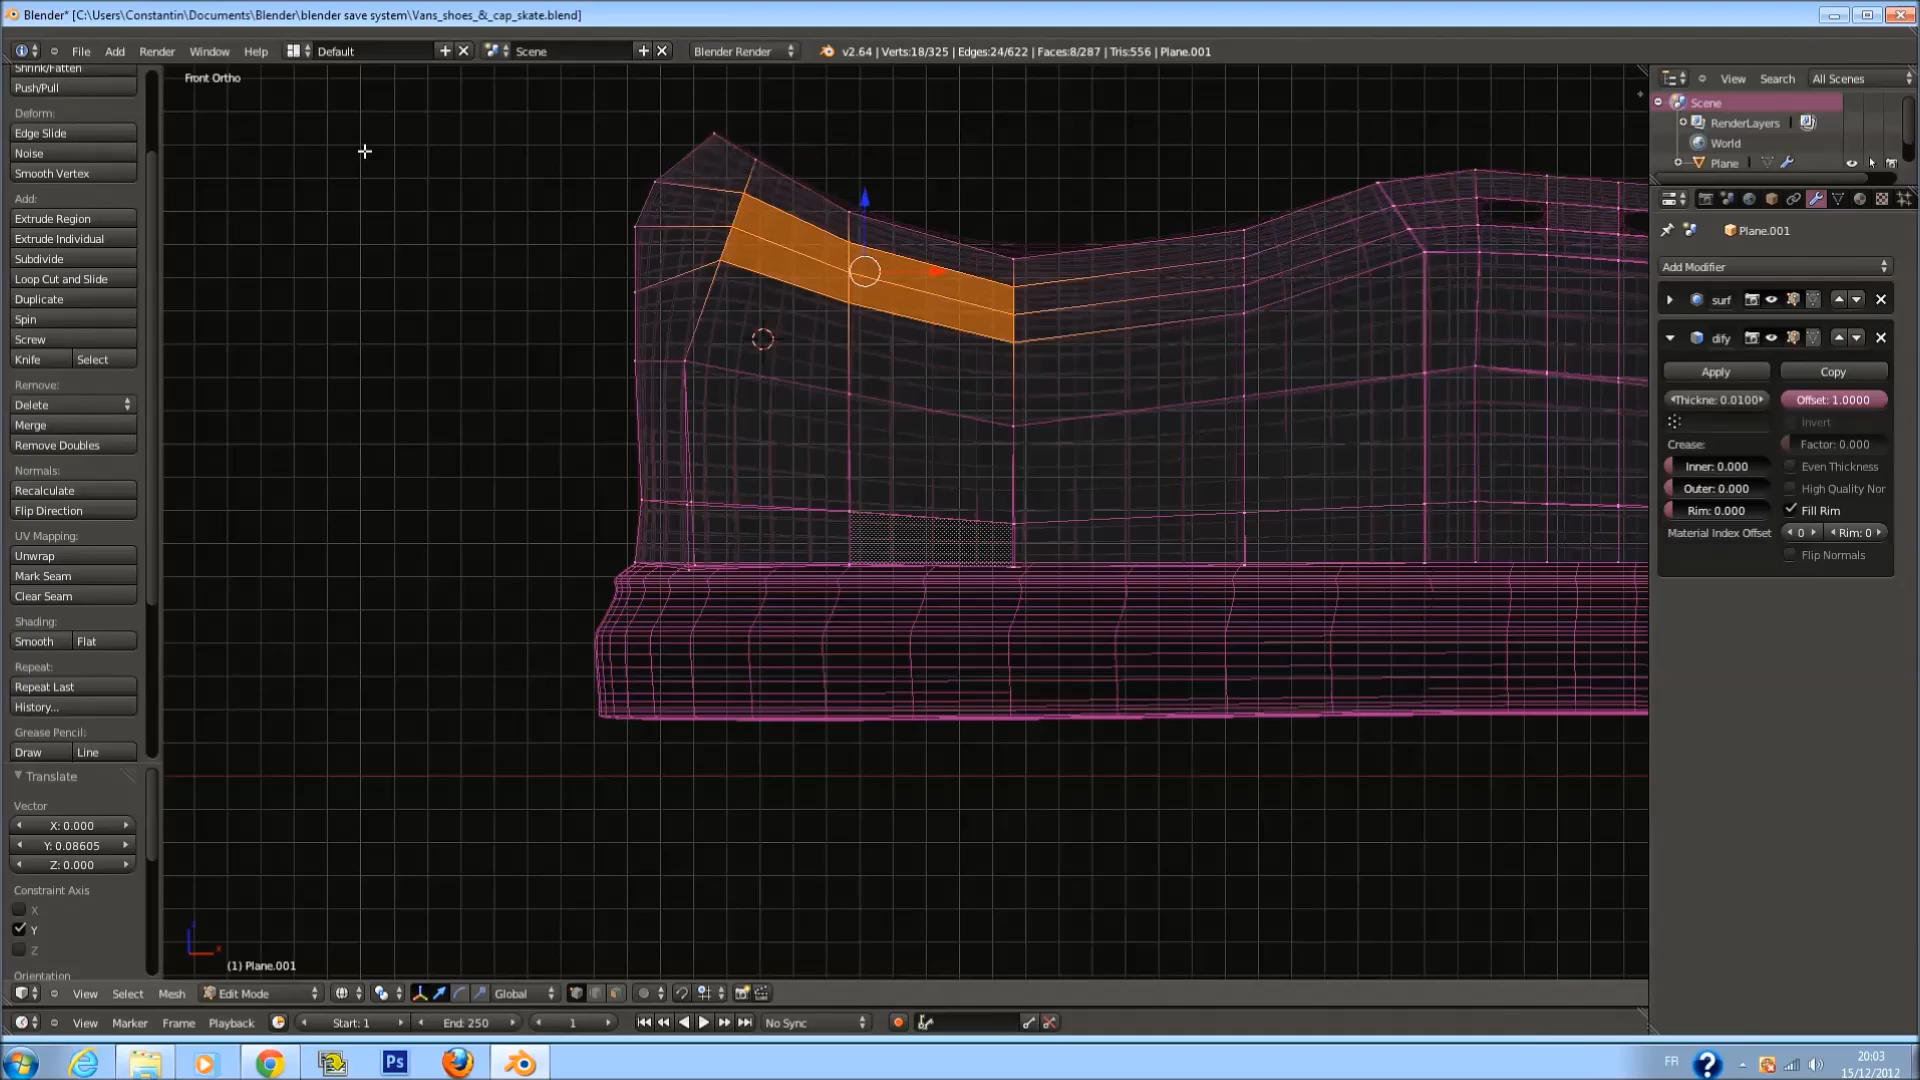 Blender* [C:\Users\Constantin\Documents\Blender\blender save system\Vans_shoes_&_cap_skate.blend]
File Add Render Window Help Default Scene Blender Render v2.64 | Verts:18/325 | Edges:24/622 | Faces:8/287 | Tris:556 | Plane.001
Shrink/Fatten
Push/Pull
Deform:
Edge Slide
Noise
Smooth Vertex
Add:
Extrude Region
Extrude Individual
Subdivide
Loop Cut and Slide
Duplicate
Spin
Screw
Knife Select
Remove:
Delete
Merge
Remove Doubles
Normals:
Recalculate
Flip Direction
UV Mapping:
Unwrap
Mark Seam
Clear Seam
Shading:
Smooth Flat
Repeat:
Repeat Last
History...
Grease Pencil:
Draw Line
Translate
Vector
X: 0.000
Y: 0.08605
Z: 0.000
Constraint Axis
X
Y
Z
Orientation
Front Ortho
(1) Plane.001
View Search All Scenes
Scene
RenderLayers
World
Plane
Plane.001
Add Modifier
surf
dify
Apply Copy
Thickne: 0.0100 Offset: 1.0000
Invert
Crease: Factor: 0.000
Inner: 0.000 Even Thickness
Outer: 0.000 High Quality Nor
Rim: 0.000 Fill Rim
Material Index Offset 0 Rim: 0
Flip Normals
View Select Mesh Edit Mode Global
View Marker Frame Playback Start: 1 End: 250 1 No Sync
Ps FR 20:03
15/12/2012